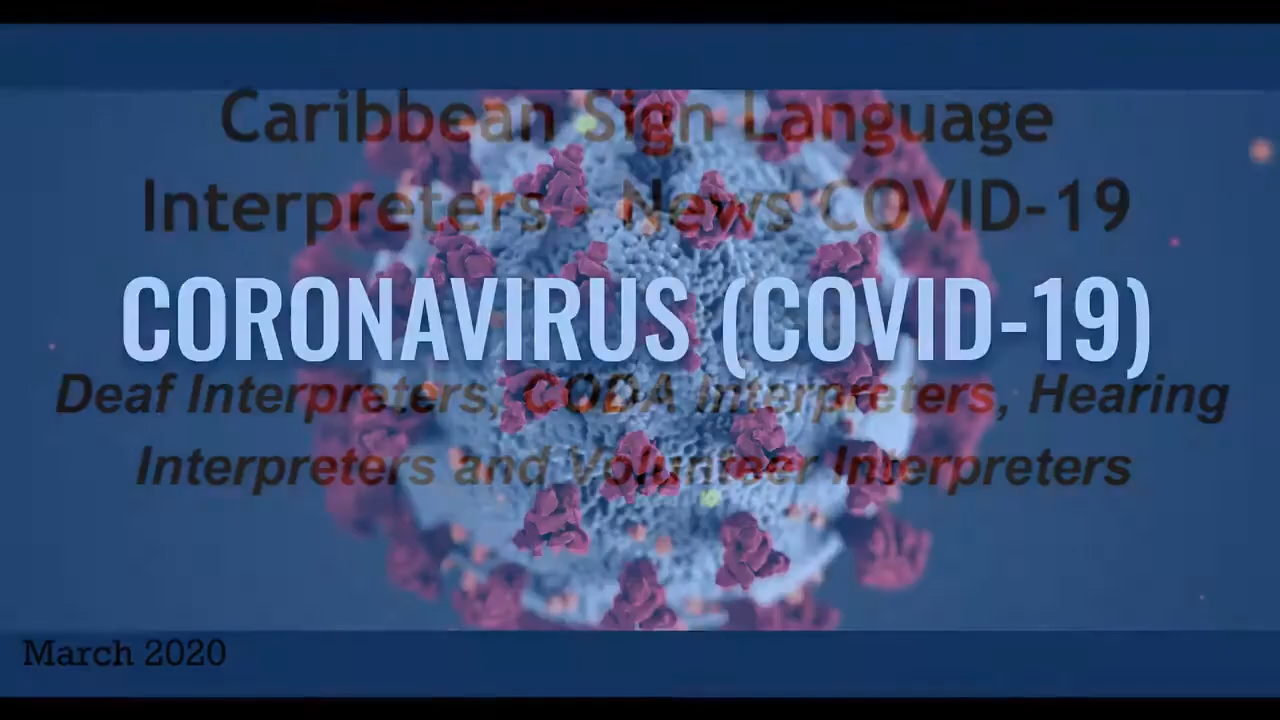 Caribbean Sign Language
Interpreters - News COVID-19
CORONAVIRUS (COVID-19)
Deaf Interpreters, CODA Interpreters, Hearing
Interpreters and Volunteer Interpreters
March 2020